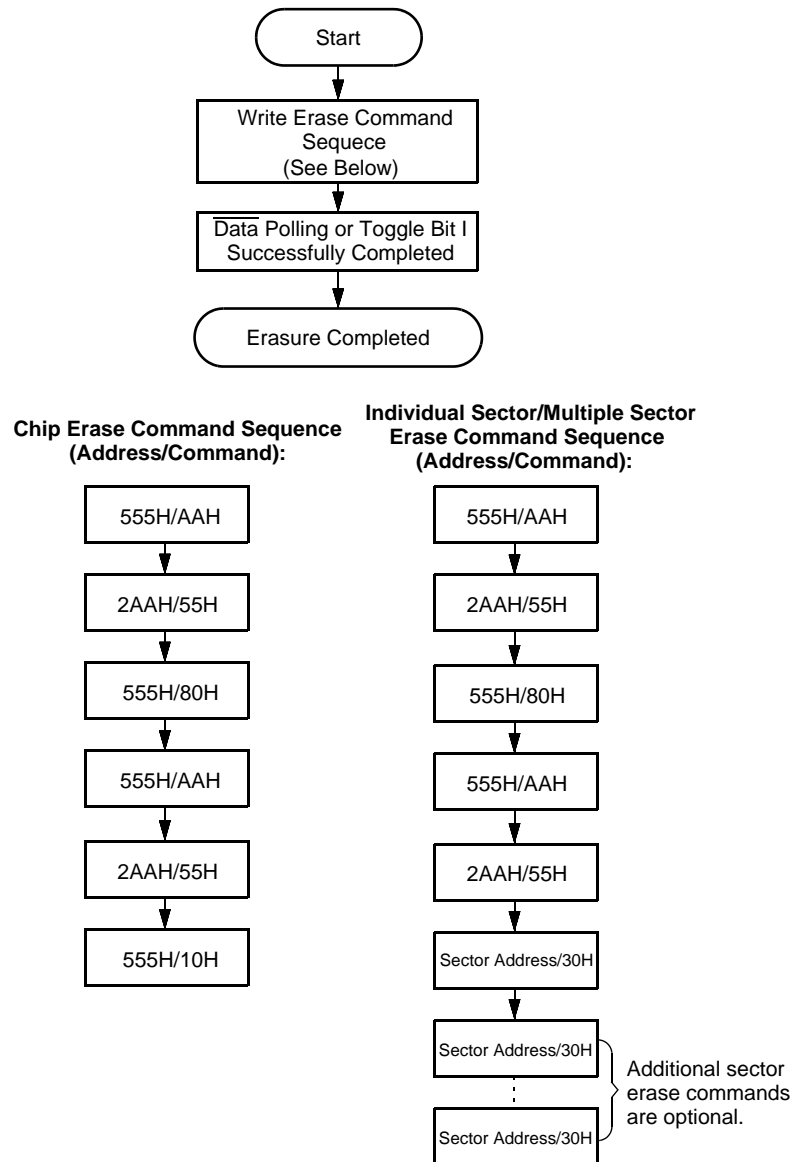 Start
Write Erase Command
Sequece
(See Below)
Data Polling or Toggle Bit I
Successfully Completed
Erasure Completed
Chip Erase Command Sequence
(Address/Command):
555H/AAH
2AAH/55H
555H/80H
555H/AAH
2AAH/55H
555H/10H
Individual Sector/Multiple Sector
Erase Command Sequence
(Address/Command):
555H/AAH
2AAH/55H
555H/80H
555H/AAH
2AAH/55H
Sector Address/30H
Sector Address/30H
Sector Address/30H
Additional sector
erase commands
are optional.